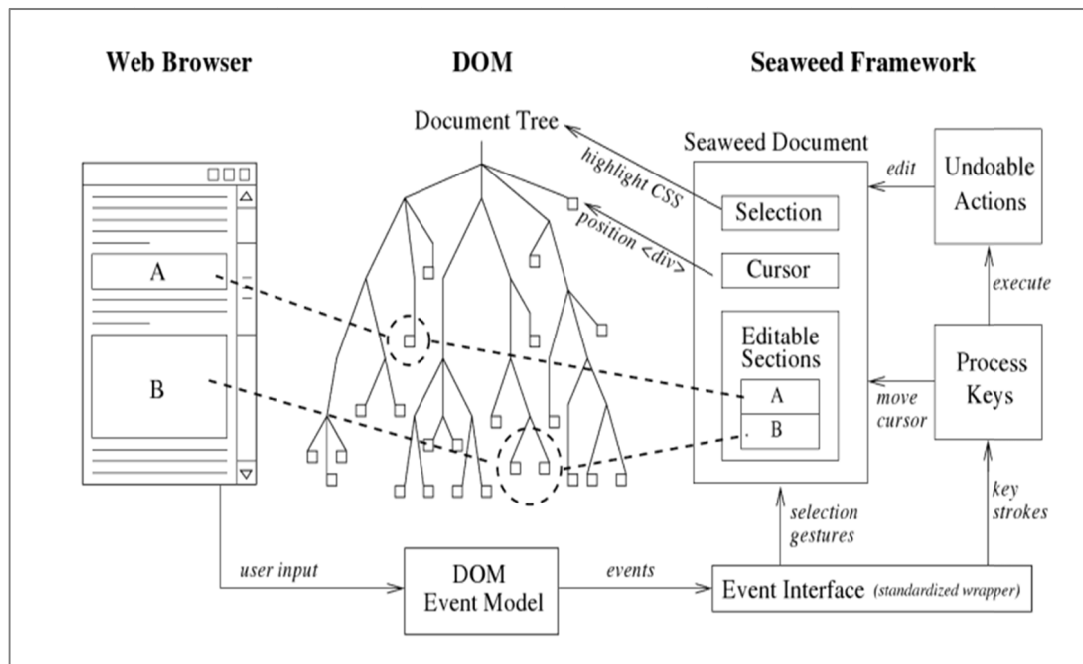 Web Browser
DOM
Seaweed Framework
Document Tree
highlight CSS
position <div>
Seaweed Document
Selection
Cursor
Editable
Sections
A
B
edit
Undoable
Actions
execute
move
cursor
Process
Keys
A
B
selection
gestures
key
strokes
user input
DOM
Event Model
events
Event Interface (standardized wrapper)